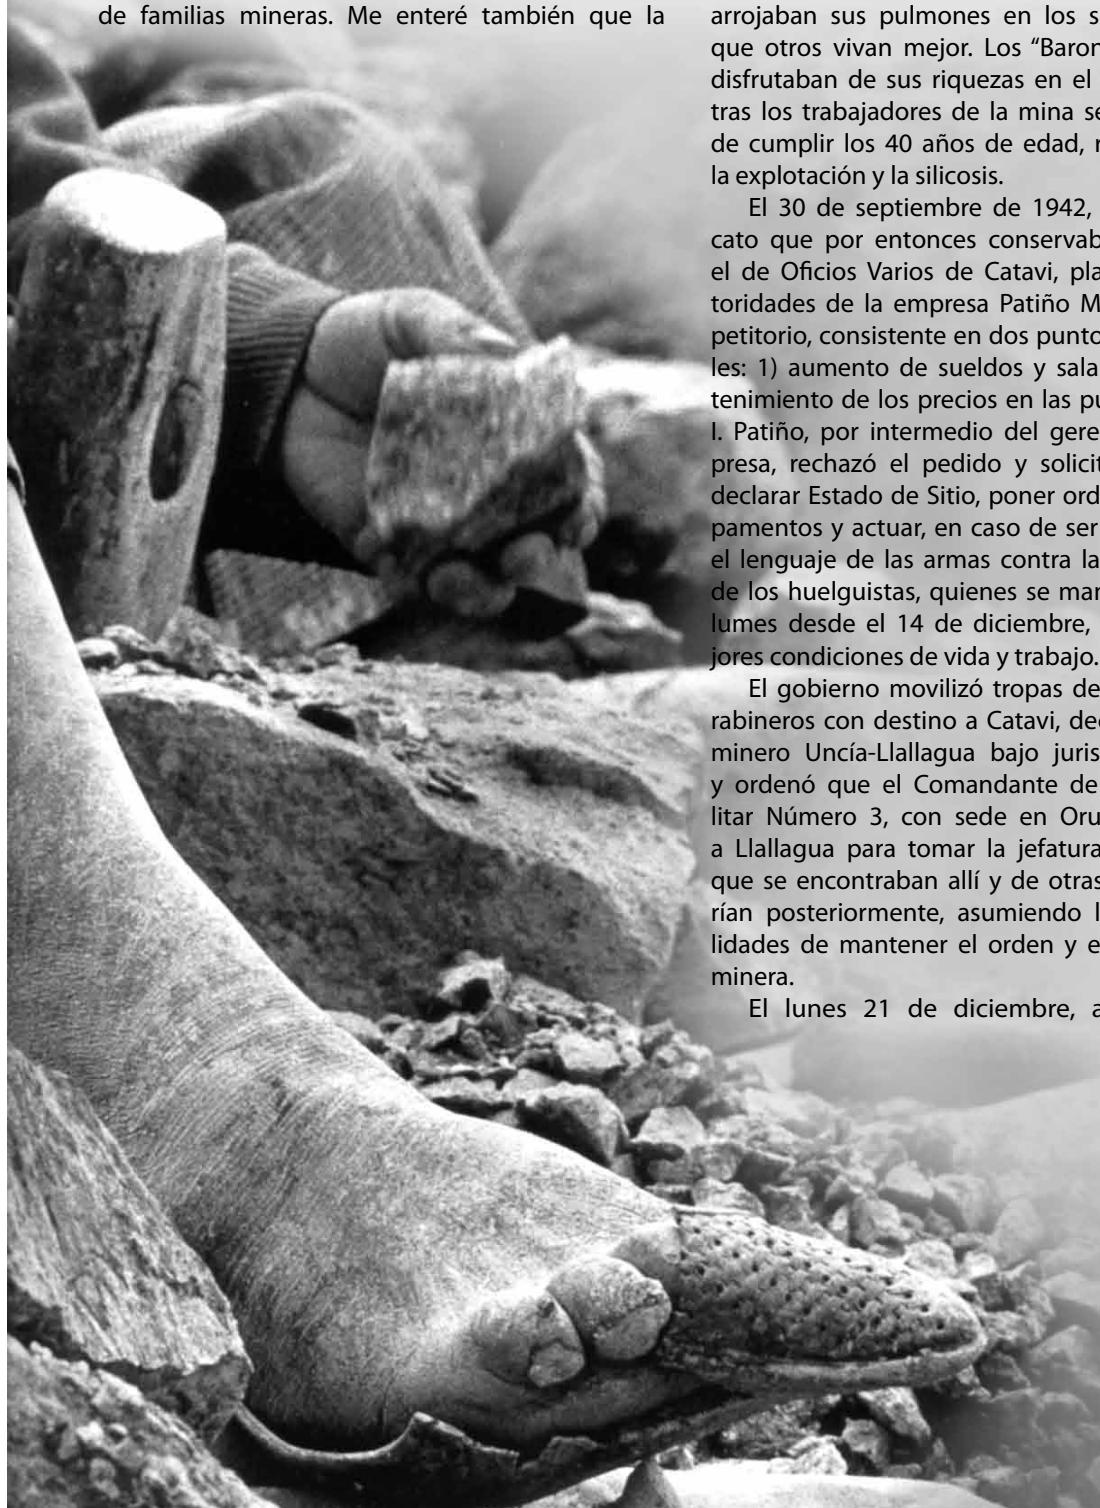 de familias mineras. Me enteré también que la
arrojaban sus pulmones en los s
que otros vivan mejor. Los “Baron
disfrutaban de sus riquezas en el
tras los trabajadores de la mina se
de cumplir los 40 años de edad, r
la explotación y la silicosis.
El 30 de septiembre de 1942,
cato que por entonces conservab
el de Oficios Varios de Catavi, pla
toridades de la empresa Patiño M
petitorio, consistente en dos punto
les: 1) aumento de sueldos y sala
tenimiento de los precios en las pu
I. Patiño, por intermedio del gere
presa, rechazó el pedido y solicit
declarar Estado de Sitio, poner ord
pamentos y actuar, en caso de ser
el lenguaje de las armas contra la
de los huelguistas, quienes se mar
lumes desde el 14 de diciembre,
jores condiciones de vida y trabajo.
El gobierno movilizó tropas de
rabineros con destino a Catavi, dec
minero Uncía-Llallagua bajo juris
y ordenó que el Comandante de
litar Número 3, con sede en Oru
a Llallagua para tomar la jefatura
que se encontraban allí y de otras
rían posteriormente, asumiendo l
lidades de mantener el orden y e
minera.
El lunes 21 de diciembre, a